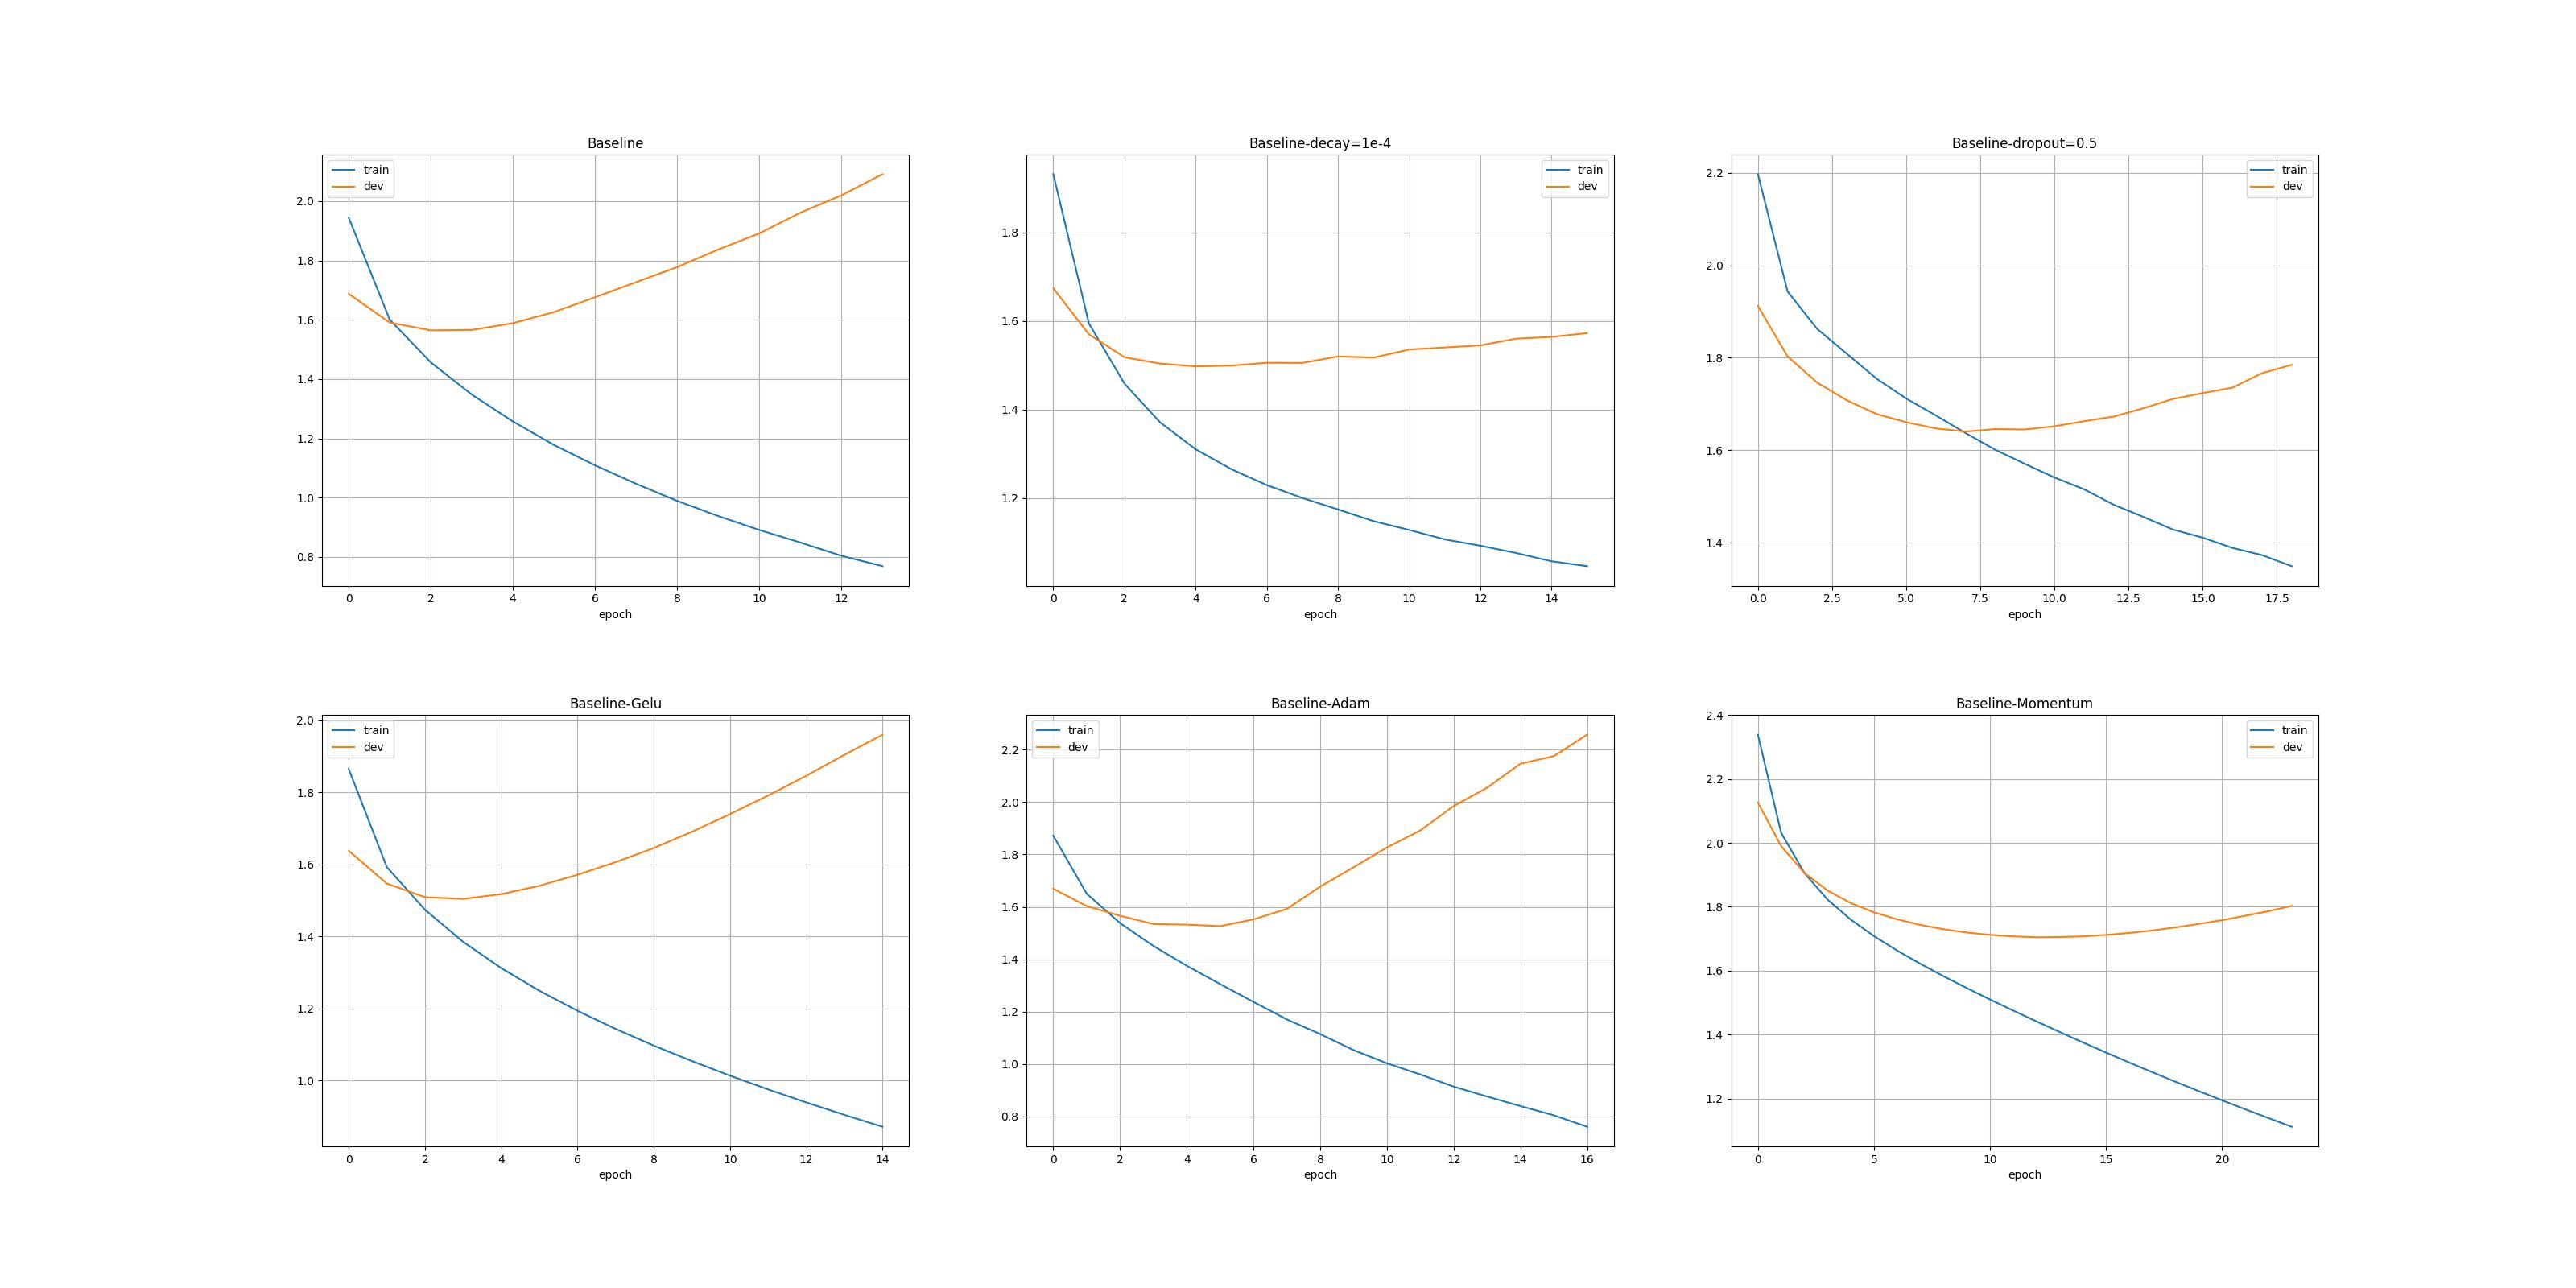 Baseline
train
dev
2.0
1.8
1.6
1.4
1.2
1.0
0.8
0 2 4 6 8 10 12
epoch
Baseline-decay=1e-4
train
dev
1.8
1.6
1.4
1.2
0 2 4 6 8 10 12 14
epoch
Baseline-dropout=0.5
train
dev
2.2
2.0
1.8
1.6
1.4
0.0 2.5 5.0 7.5 10.0 12.5 15.0 17.5
epoch
Baseline-Gelu
train
dev
2.0
1.8
1.6
1.4
1.2
1.0
0 2 4 6 8 10 12 14
epoch
Baseline-Adam
train
dev
2.2
2.0
1.8
1.6
1.4
1.2
1.0
0.8
0 2 4 6 8 10 12 14 16
epoch
Baseline-Momentum
train
dev
2.4
2.2
2.0
1.8
1.6
1.4
1.2
0 5 10 15 20
epoch